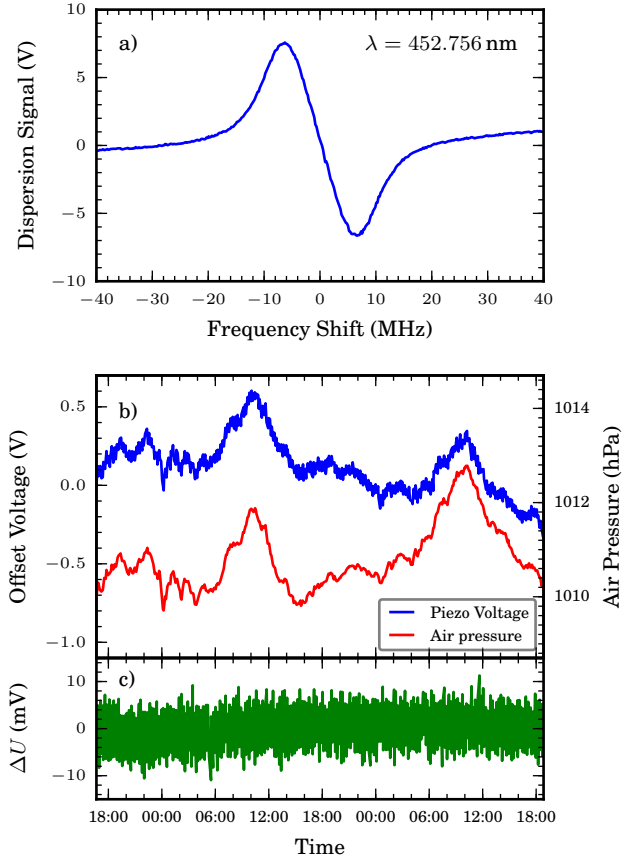 a)
λ = 452.756 nm
Dispersion Signal (V)
10
5
0
−5
−10
−40 −30 −20 −10 0 10 20 30 40
Frequency Shift (MHz)
b)
Offset Voltage (V)
0.5
0.0
−0.5
−1.0
1014
1012
1010
Air Pressure (hPa)
Piezo Voltage
Air pressure
c)
ΔU (mV)
10
0
−10
18:00 00:00 06:00 12:00 18:00 00:00 06:00 12:00 18:00
Time